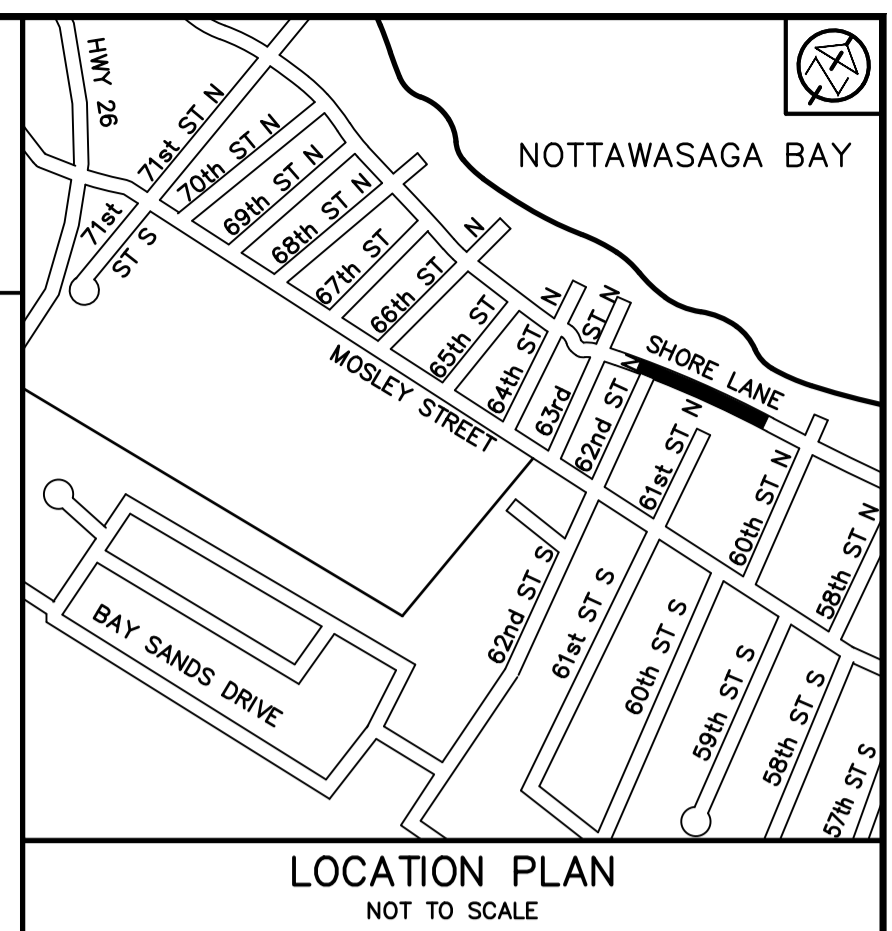 HWY 26
NOTTAWASAGA BAY
71st ST N
70th ST N
69th ST N
68th ST N
67th ST N
66th ST N
65th ST N
64th ST N
63rd ST N
62nd ST N
61st ST N
60th ST N
58th ST N
71st ST S
SHORE LANE
MOSLEY STREET
62nd ST S
61st ST S
60th ST S
59th ST S
58th ST S
57th ST S
BAY SANDS DRIVE
LOCATION PLAN
NOT TO SCALE